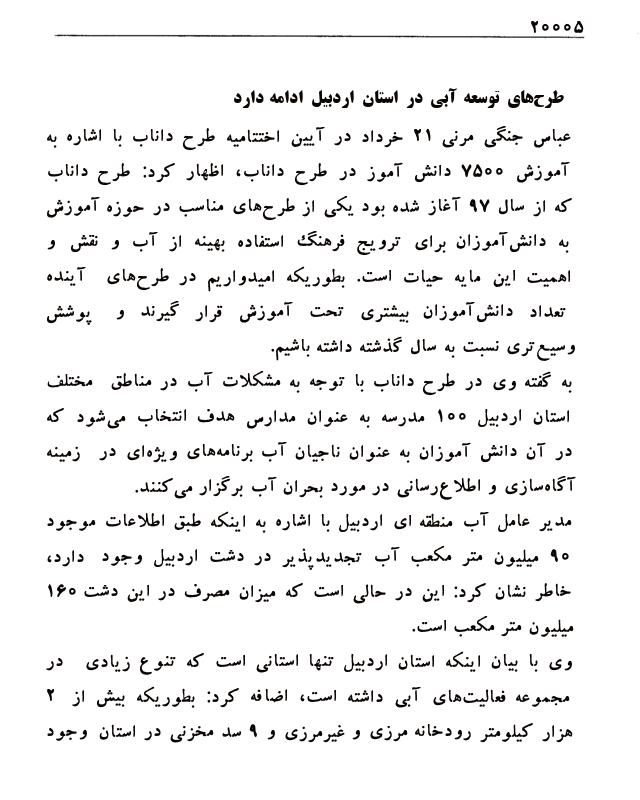 ۲۰۰۰۵
طرح‌های توسعه آبی در استان اردبیل ادامه دارد
عباس جنگی مرنی ۲۱ خرداد در آیین اختتامیه طرح داناب با اشاره به
آموزش ۷۵۰۰ دانش آموز در طرح داناب، اظهار کرد: طرح داناب
که از سال ۹۷ آغاز شده بود یکی از طرح‌های مناسب در حوزه آموزش
به دانش‌آموزان برای ترویج فرهنگ استفاده بهینه از آب و نقش و
اهمیت این مایه حیات است. بطوریکه امیدواریم در طرح‌های آینده
تعداد دانش‌آموزان بیشتری تحت آموزش قرار گیرند و پوشش
وسیع‌تری نسبت به سال گذشته داشته باشیم.
به گفته وی در طرح داناب با توجه به مشکلات آب در مناطق مختلف
استان اردبیل ۱۰۰ مدرسه به عنوان مدارس هدف انتخاب می‌شود که
در آن دانش آموزان به عنوان ناجیان آب برنامه‌های ویژه‌ای در زمینه
آگاه‌سازی و اطلاع‌رسانی در مورد بحران آب برگزار می‌کنند.
مدیر عامل آب منطقه ای اردبیل با اشاره به اینکه طبق اطلاعات موجود
۹۰ میلیون متر مکعب آب تجدیدپذیر در دشت اردبیل وجود دارد،
خاطر نشان کرد: این در حالی است که میزان مصرف در این دشت ۱۶۰
میلیون متر مکعب است.
وی با بیان اینکه استان اردبیل تنها استانی است که تنوع زیادی در
مجموعه فعالیت‌های آبی داشته است، اضافه کرد: بطوریکه بیش از ۲
هزار کیلومتر رودخانه مرزی و غیرمرزی و ۹ سد مخزنی در استان وجود